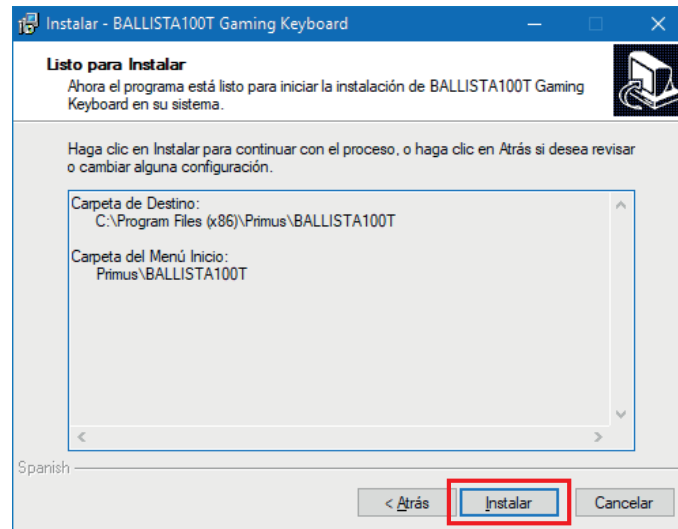 Instalar - BALLISTA100T Gaming Keyboard
Listo para Instalar
Ahora el programa está listo para iniciar la instalación de BALLISTA100T Gaming
Keyboard en su sistema.
Haga clic en Instalar para continuar con el proceso, o haga clic en Atrás si desea revisar
o cambiar alguna configuración.
Carpeta de Destino:
C:\Program Files (x86)\Primus\BALLISTA100T
Carpeta del Menú Inicio:
Primus\BALLISTA100T
Spanish
< Atrás Instalar Cancelar